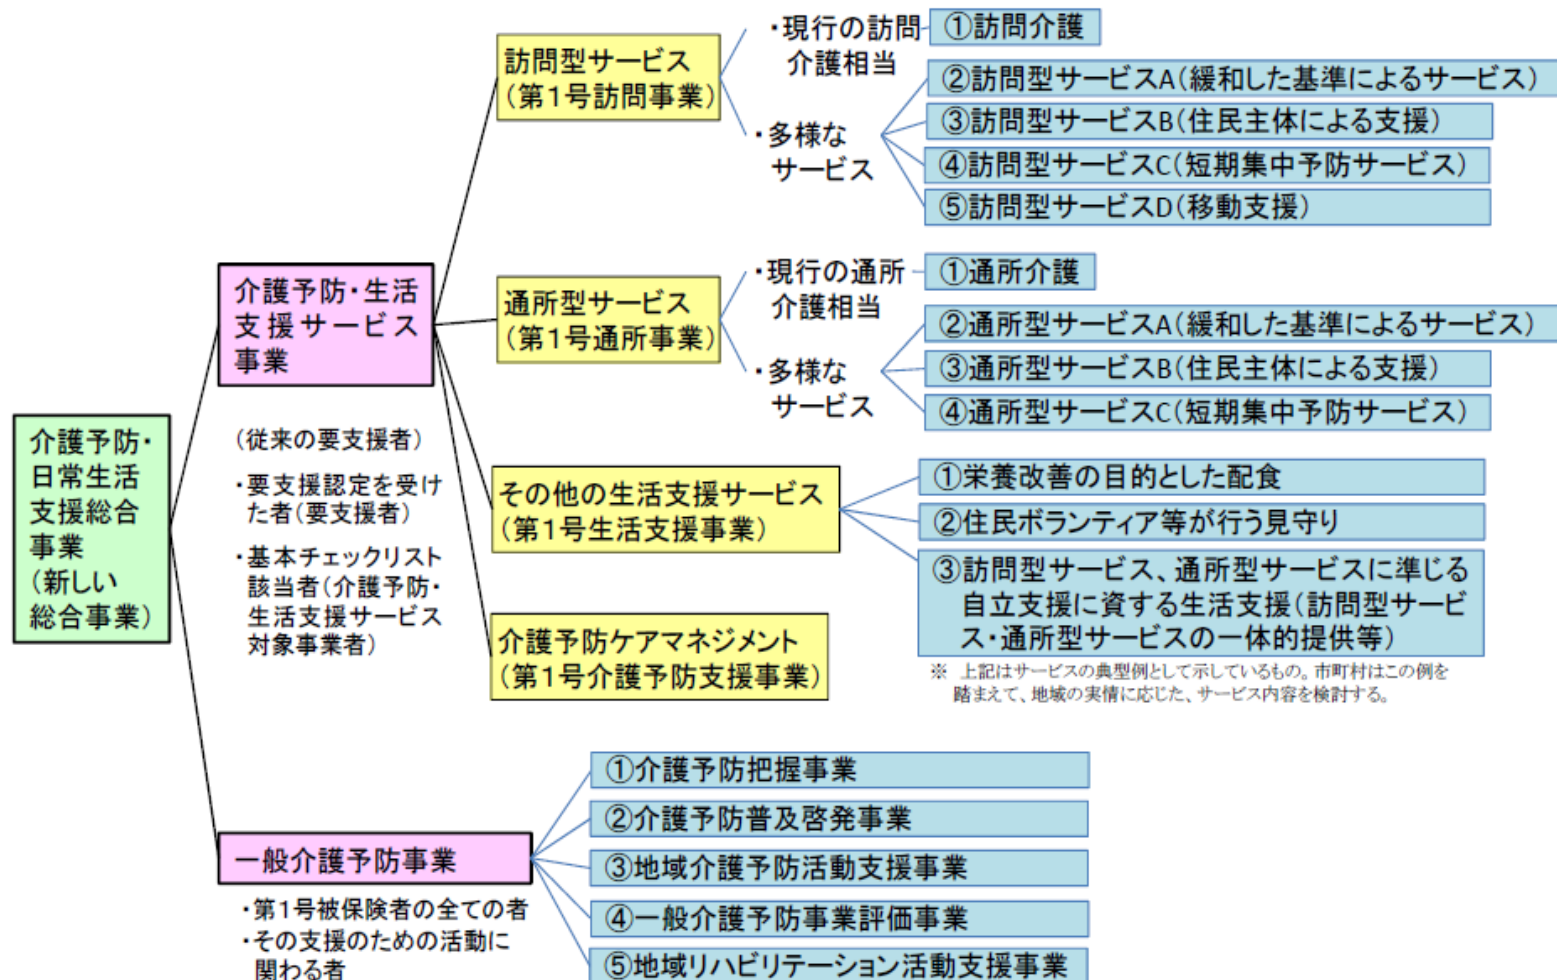 介護予防・
日常生活
支援総合
事業
(新しい
総合事業)
介護予防・生活
支援サービス
事業
(従来の要支援者)
・要支援認定を受け
た者(要支援者)
・基本チェックリスト
該当者(介護予防・
生活支援サービス
対象事業者)
訪問型サービス
(第1号訪問事業)
・現行の訪問
介護相当
①訪問介護
・多様な
サービス
②訪問型サービスA(緩和した基準によるサービス)
③訪問型サービスB(住民主体による支援)
④訪問型サービスC(短期集中予防サービス)
⑤訪問型サービスD(移動支援)
通所型サービス
(第1号通所事業)
・現行の通所
介護相当
①通所介護
・多様な
サービス
②通所型サービスA(緩和した基準によるサービス)
③通所型サービスB(住民主体による支援)
④通所型サービスC(短期集中予防サービス)
その他の生活支援サービス
(第1号生活支援事業)
①栄養改善の目的とした配食
②住民ボランティア等が行う見守り
③訪問型サービス、通所型サービスに準じる
自立支援に資する生活支援(訪問型サービ
ス・通所型サービスの一体的提供等)
※ 上記はサービスの典型例として示しているもの。市町村はこの例を
踏まえて、地域の実情に応じた、サービス内容を検討する。
介護予防ケアマネジメント
(第1号介護予防支援事業)
一般介護予防事業
・第1号被保険者の全ての者
・その支援のための活動に
関わる者
①介護予防把握事業
②介護予防普及啓発事業
③地域介護予防活動支援事業
④一般介護予防事業評価事業
⑤地域リハビリテーション活動支援事業